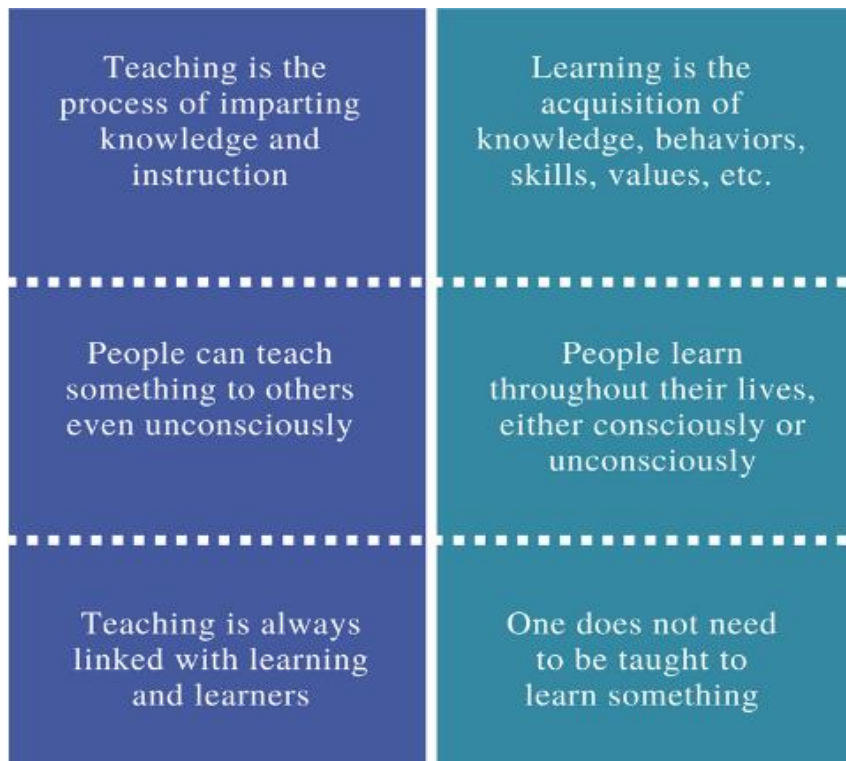 Teaching is the
process of imparting
knowledge and
instruction
Learning is the
acquisition of
knowledge, behaviors,
skills, values, etc.
People can teach
something to others
even unconsciously
People learn
throughout their lives,
either consciously or
unconsciously
Teaching is always
linked with learning
and learners
One does not need
to be taught to
learn something